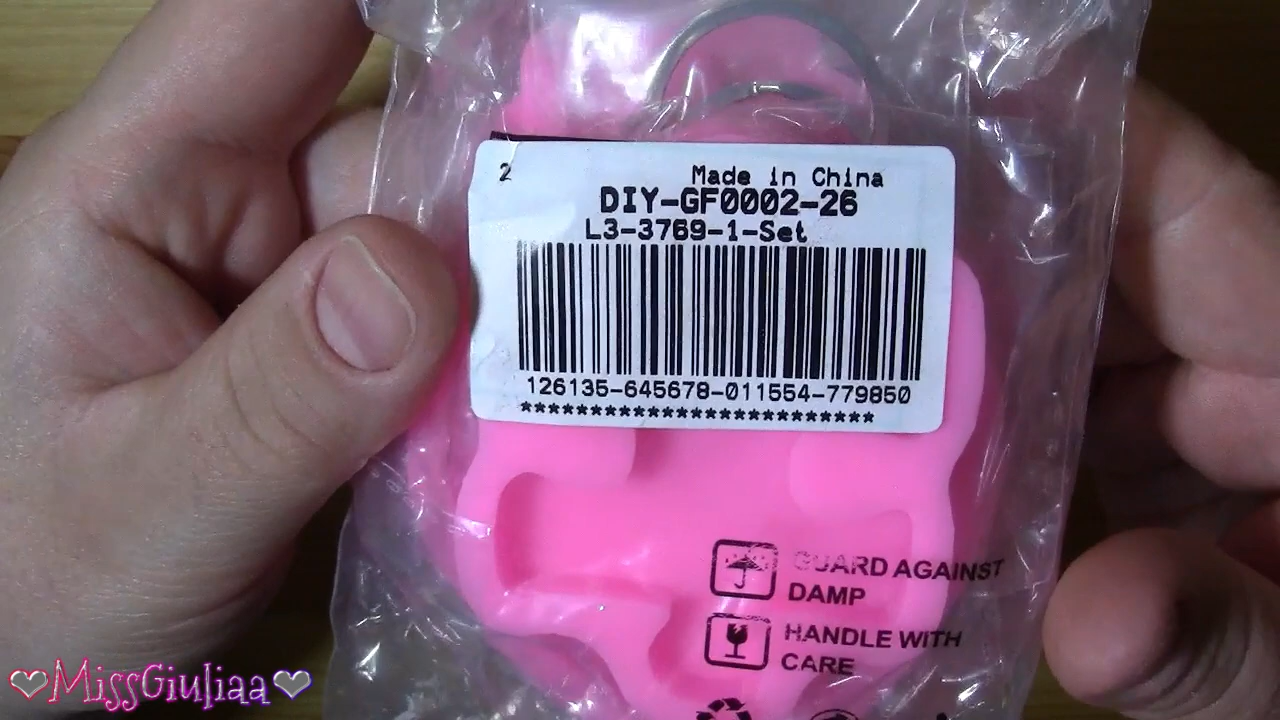 2
Made in China
DIY-GF0002-26
L3-3769-1-Set
126135-645678-011554-779850
***********************
GUARD AGAINST
DAMP
HANDLE WITH
CARE
♡MissGiuliaa♡